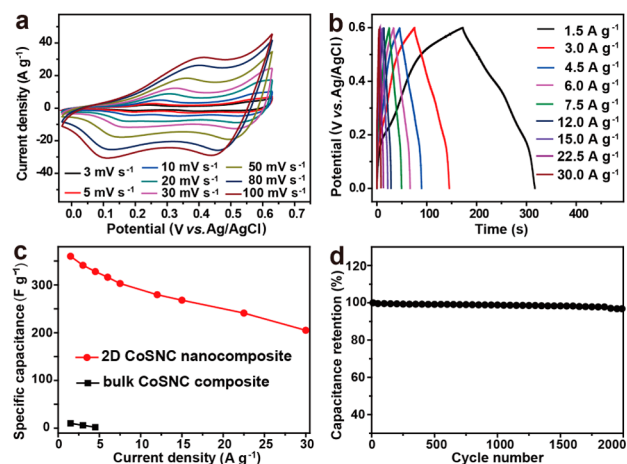 a
Current density (A g⁻¹)
40
20
0
-20
-40
3 mV s⁻¹
5 mV s⁻¹
10 mV s⁻¹
20 mV s⁻¹
30 mV s⁻¹
50 mV s⁻¹
80 mV s⁻¹
100 mV s⁻¹
0.0 0.1 0.2 0.3 0.4 0.5 0.6 0.7
Potential (V vs.Ag/AgCl)
b
Potential (V vs.Ag/AgCl)
0.6
0.4
0.2
0.0
1.5 A g⁻¹
3.0 A g⁻¹
4.5 A g⁻¹
6.0 A g⁻¹
7.5 A g⁻¹
12.0 A g⁻¹
15.0 A g⁻¹
22.5 A g⁻¹
30.0 A g⁻¹
0 100 200 300 400
Time (s)
c
Specific capacitance (F g⁻¹)
300
200
100
0
2D CoSNC nanocomposite
bulk CoSNC composite
0 5 10 15 20 25 30
Current density (A g⁻¹)
d
Capacitance retention (%)
120
100
80
60
40
0 500 1000 1500 2000
Cycle number